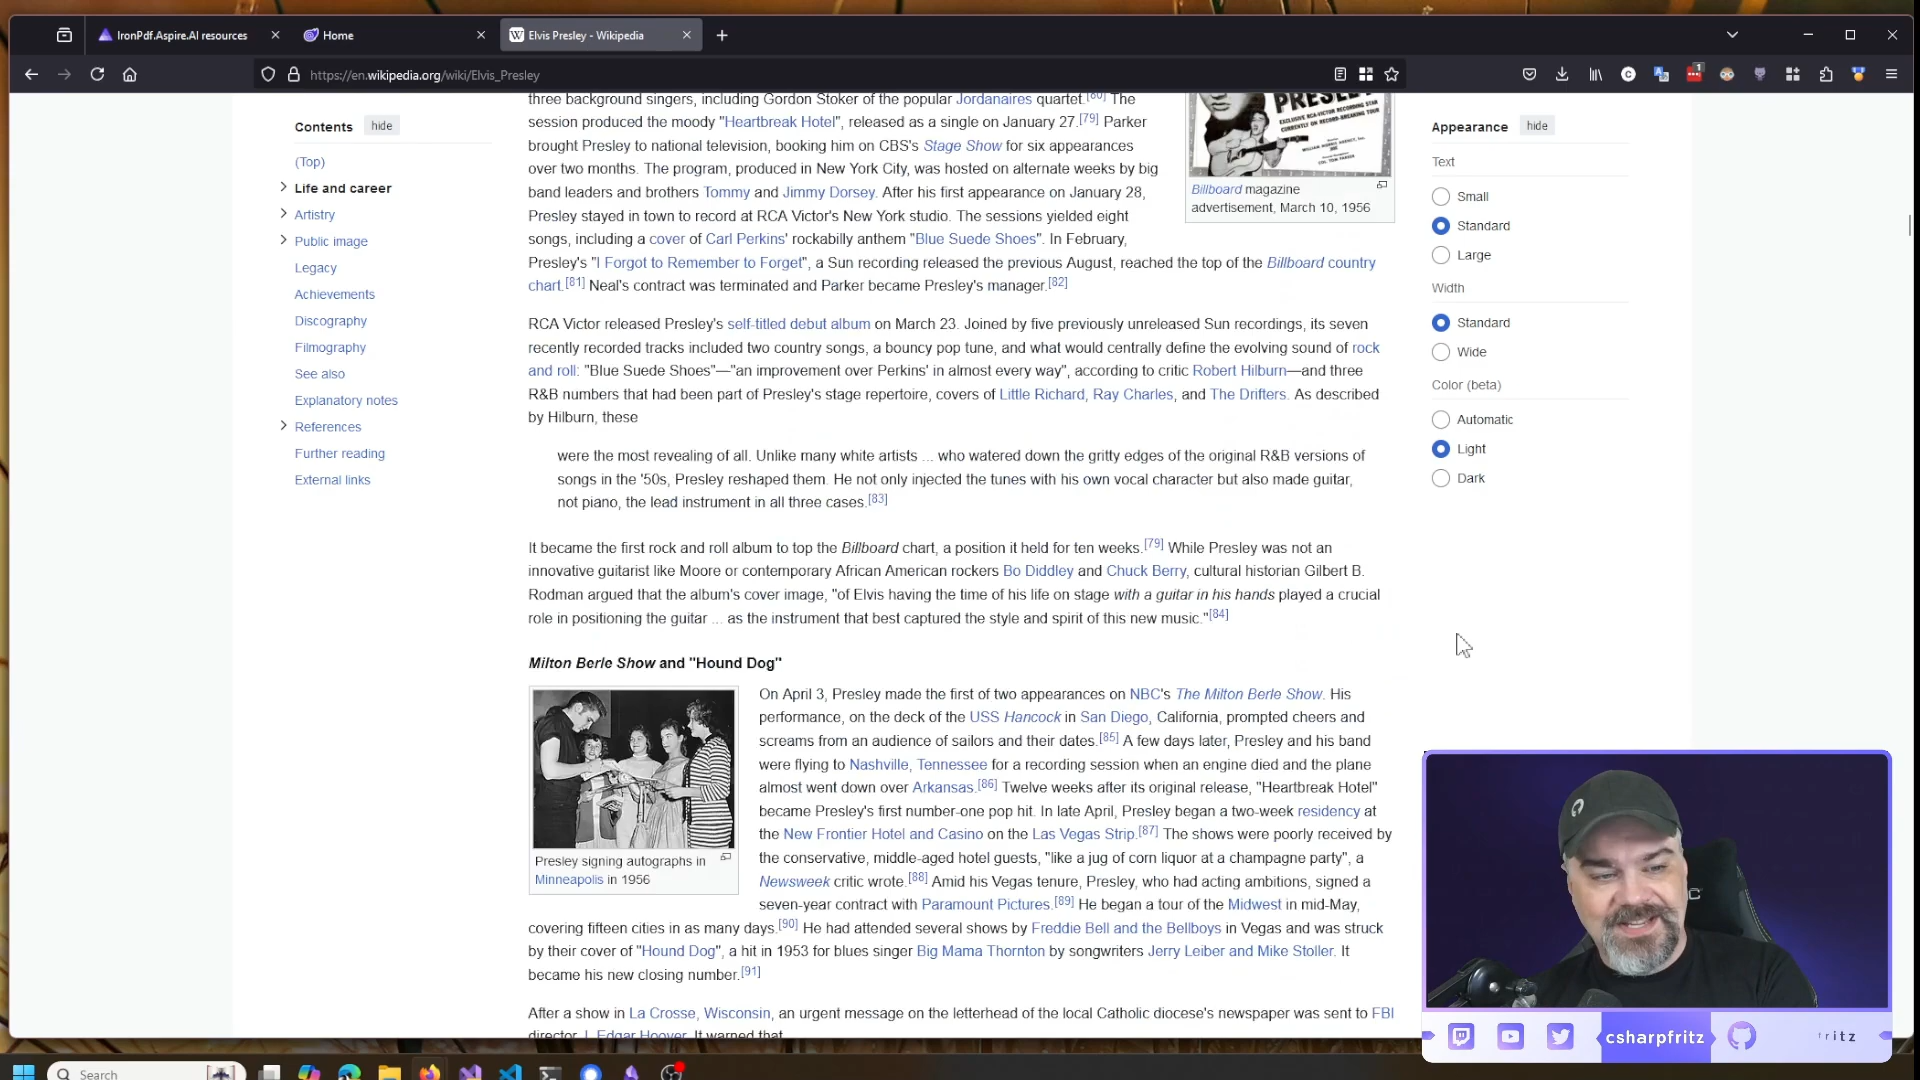 IronPdf.Aspire.AI resources
Home
W Elvis Presley - Wikipedia
https://en.wikipedia.org/wiki/Elvis_Presley
1
Contents hide
(Top)
Life and career
Artistry
Public image
Legacy
Achievements
Discography
Filmography
See also
Explanatory notes
References
Further reading
External links
three background singers, including Gordon Stoker of the popular Jordanaires quartet.[80] The
session produced the moody "Heartbreak Hotel", released as a single on January 27.[79] Parker
brought Presley to national television, booking him on CBS's Stage Show for six appearances
over two months. The program, produced in New York City, was hosted on alternate weeks by big
band leaders and brothers Tommy and Jimmy Dorsey. After his first appearance on January 28,
Presley stayed in town to record at RCA Victor's New York studio. The sessions yielded eight
songs, including a cover of Carl Perkins' rockabilly anthem "Blue Suede Shoes". In February,
Presley's "I Forgot to Remember to Forget", a Sun recording released the previous August, reached the top of the Billboard country
chart.[81] Neal's contract was terminated and Parker became Presley's manager.[82]
PRESLEY
EXCLUSIVE RCA-VICTOR RECORDING STAR
CURRENTLY ON RECORD-BREAKING TOUR
Billboard magazine
advertisement, March 10, 1956
RCA Victor released Presley's self-titled debut album on March 23. Joined by five previously unreleased Sun recordings, its seven
recently recorded tracks included two country songs, a bouncy pop tune, and what would centrally define the evolving sound of rock
and roll: "Blue Suede Shoes"—"an improvement over Perkins' in almost every way", according to critic Robert Hilburn—and three
R&B numbers that had been part of Presley's stage repertoire, covers of Little Richard, Ray Charles, and The Drifters. As described
by Hilburn, these
were the most revealing of all. Unlike many white artists ... who watered down the gritty edges of the original R&B versions of
songs in the '50s, Presley reshaped them. He not only injected the tunes with his own vocal character but also made guitar,
not piano, the lead instrument in all three cases.[83]
It became the first rock and roll album to top the Billboard chart, a position it held for ten weeks.[79] While Presley was not an
innovative guitarist like Moore or contemporary African American rockers Bo Diddley and Chuck Berry, cultural historian Gilbert B.
Rodman argued that the album's cover image, "of Elvis having the time of his life on stage with a guitar in his hands played a crucial
role in positioning the guitar ... as the instrument that best captured the style and spirit of this new music."[84]
Milton Berle Show and "Hound Dog"
Presley signing autographs in
Minneapolis in 1956
On April 3, Presley made the first of two appearances on NBC's The Milton Berle Show. His
performance, on the deck of the USS Hancock in San Diego, California, prompted cheers and
screams from an audience of sailors and their dates.[85] A few days later, Presley and his band
were flying to Nashville, Tennessee for a recording session when an engine died and the plane
almost went down over Arkansas.[86] Twelve weeks after its original release, "Heartbreak Hotel"
became Presley's first number-one pop hit. In late April, Presley began a two-week residency at
the New Frontier Hotel and Casino on the Las Vegas Strip.[87] The shows were poorly received by
the conservative, middle-aged hotel guests, "like a jug of corn liquor at a champagne party", a
Newsweek critic wrote.[88] Amid his Vegas tenure, Presley, who had acting ambitions, signed a
seven-year contract with Paramount Pictures.[89] He began a tour of the Midwest in mid-May,
covering fifteen cities in as many days.[90] He had attended several shows by Freddie Bell and the Bellboys in Vegas and was struck
by their cover of "Hound Dog", a hit in 1953 for blues singer Big Mama Thornton by songwriters Jerry Leiber and Mike Stoller. It
became his new closing number.[91]
After a show in La Crosse, Wisconsin, an urgent message on the letterhead of the local Catholic diocese's newspaper was sent to FBI
director J. Edgar Hoover. It warned that
Appearance hide
Text
Small
Standard
Large
Width
Standard
Wide
Color (beta)
Automatic
Light
Dark
csharpfritz
fritz
Search